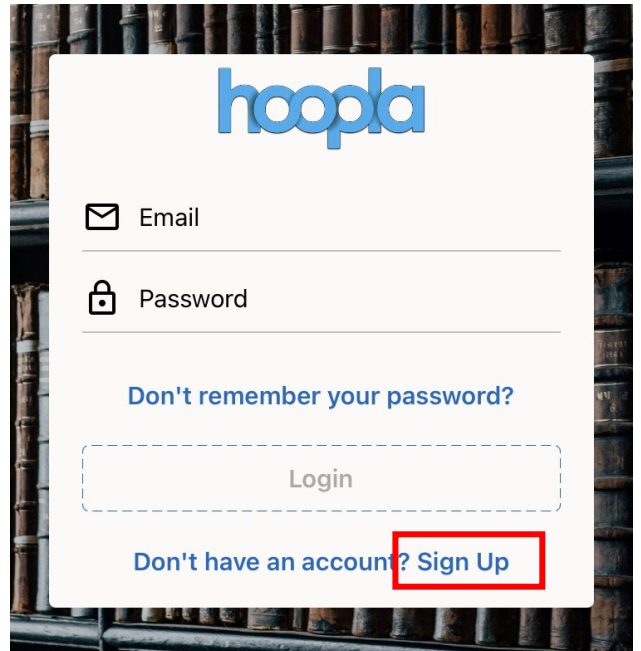 hoopla
Email
Password
Don't remember your password?
Login
Don't have an account? Sign Up